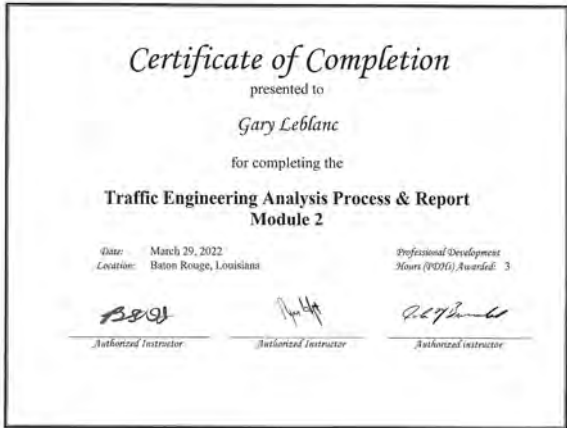 Certificate of Completion
presented to
Gary Leblanc
for completing the
Traffic Engineering Analysis Process & Report
Module 2
Date: March 29, 2022
Location: Baton Rouge, Louisiana
Professional Development
Hours (PDHs) Awarded: 3
Authorized Instructor
Authorized Instructor
Authorized instructor